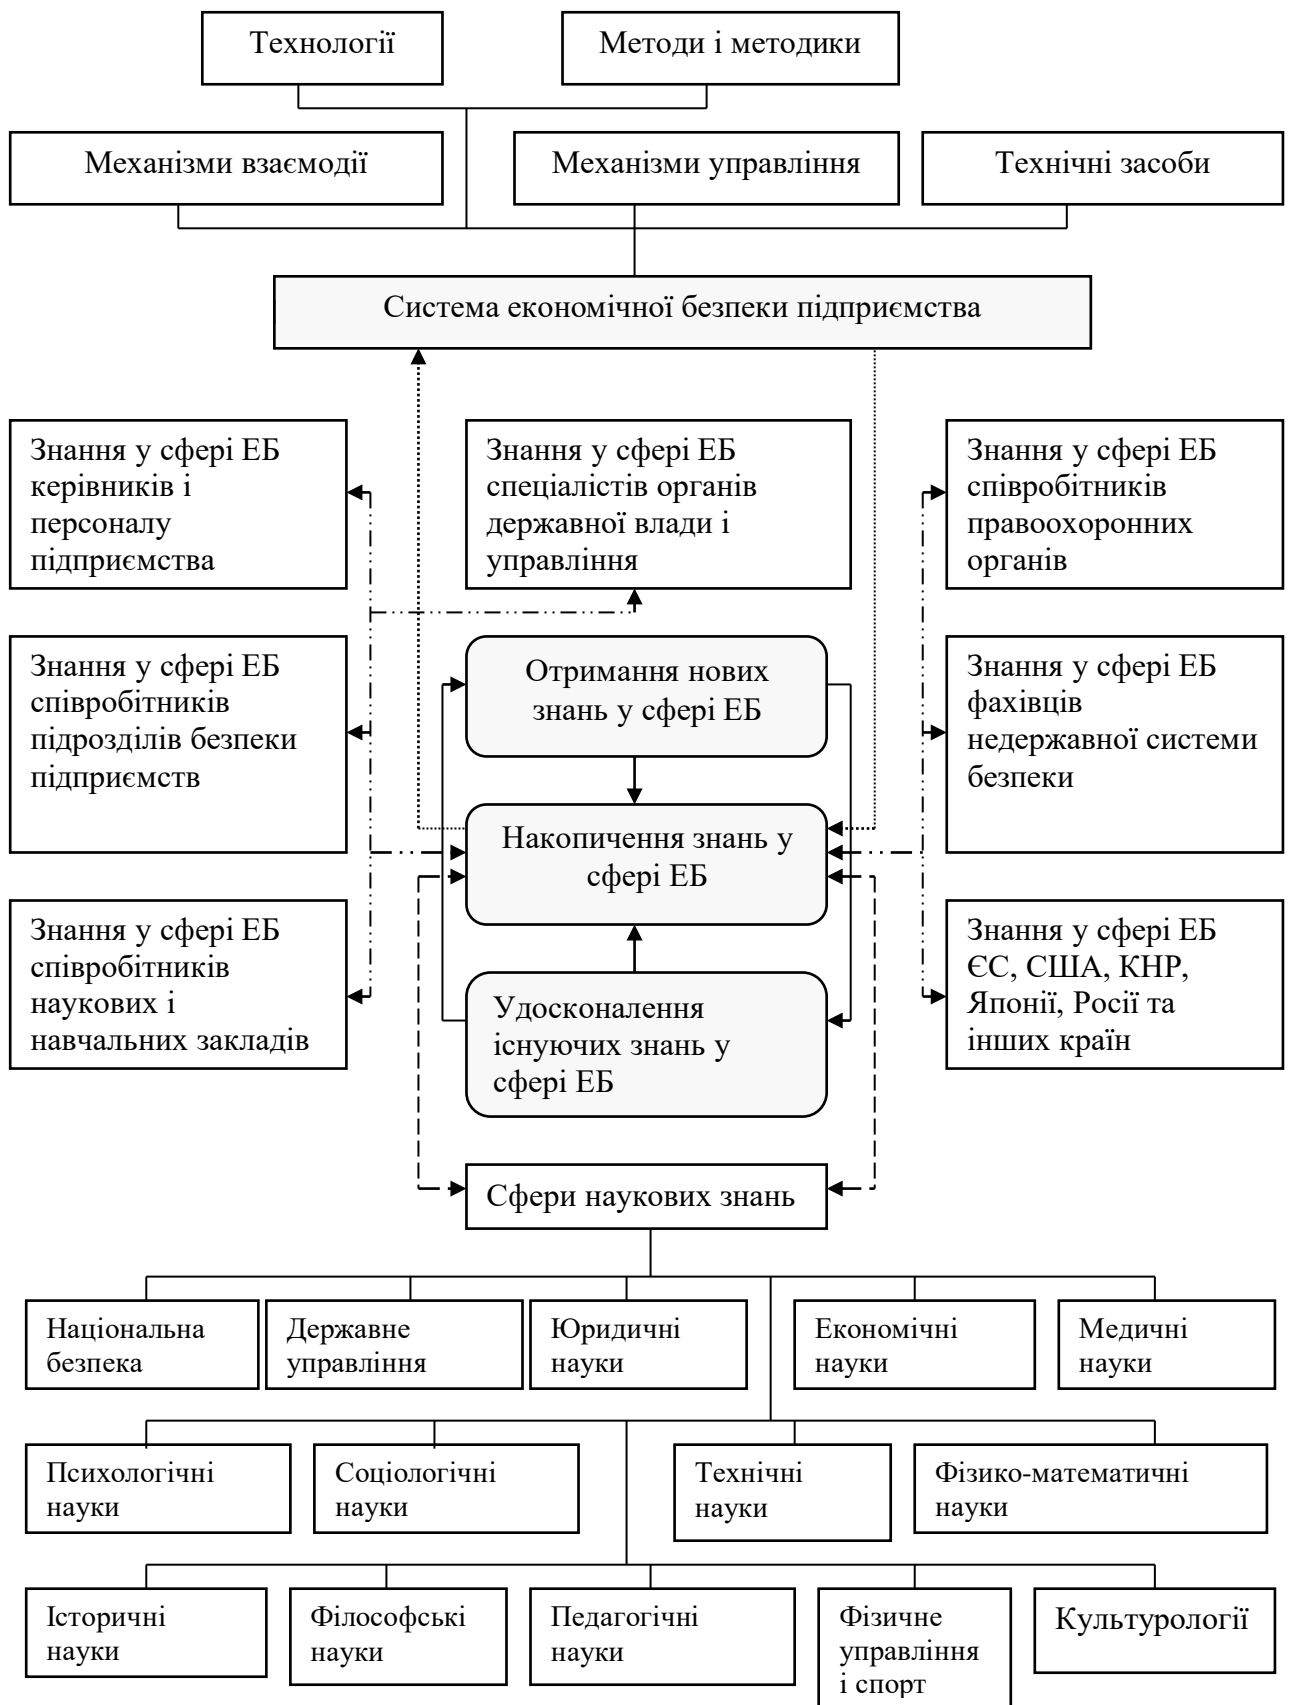 Технології
Методи і методики
Механізми взаємодії
Механізми управління
Технічні засоби
Система економічної безпеки підприємства
Знання у сфері ЕБ
керівників і
персоналу
підприємства
Знання у сфері ЕБ
спеціалістів органів
державної влади і
управління
Знання у сфері ЕБ
співробітників
правоохоронних
органів
Знання у сфері ЕБ
співробітників
підрозділів безпеки
підприємств
Отримання нових
знань у сфері ЕБ
Знання у сфері ЕБ
фахівців
недержавної системи
безпеки
Накопичення знань у
сфері ЕБ
Знання у сфері ЕБ
співробітників
наукових і
навчальних закладів
Удосконалення
існуючих знань у
сфері ЕБ
Знання у сфері ЕБ
ЄС, США, КНР,
Японії, Росії та
інших країн
Сфери наукових знань
Національна
безпека
Державне
управління
Юридичні
науки
Економічні
науки
Медичні
науки
Психологічні
науки
Соціологічні
науки
Технічні
науки
Фізико-математичні
науки
Історичні
науки
Філософські
науки
Педагогічні
науки
Фізичне
управління
і спорт
Культурології